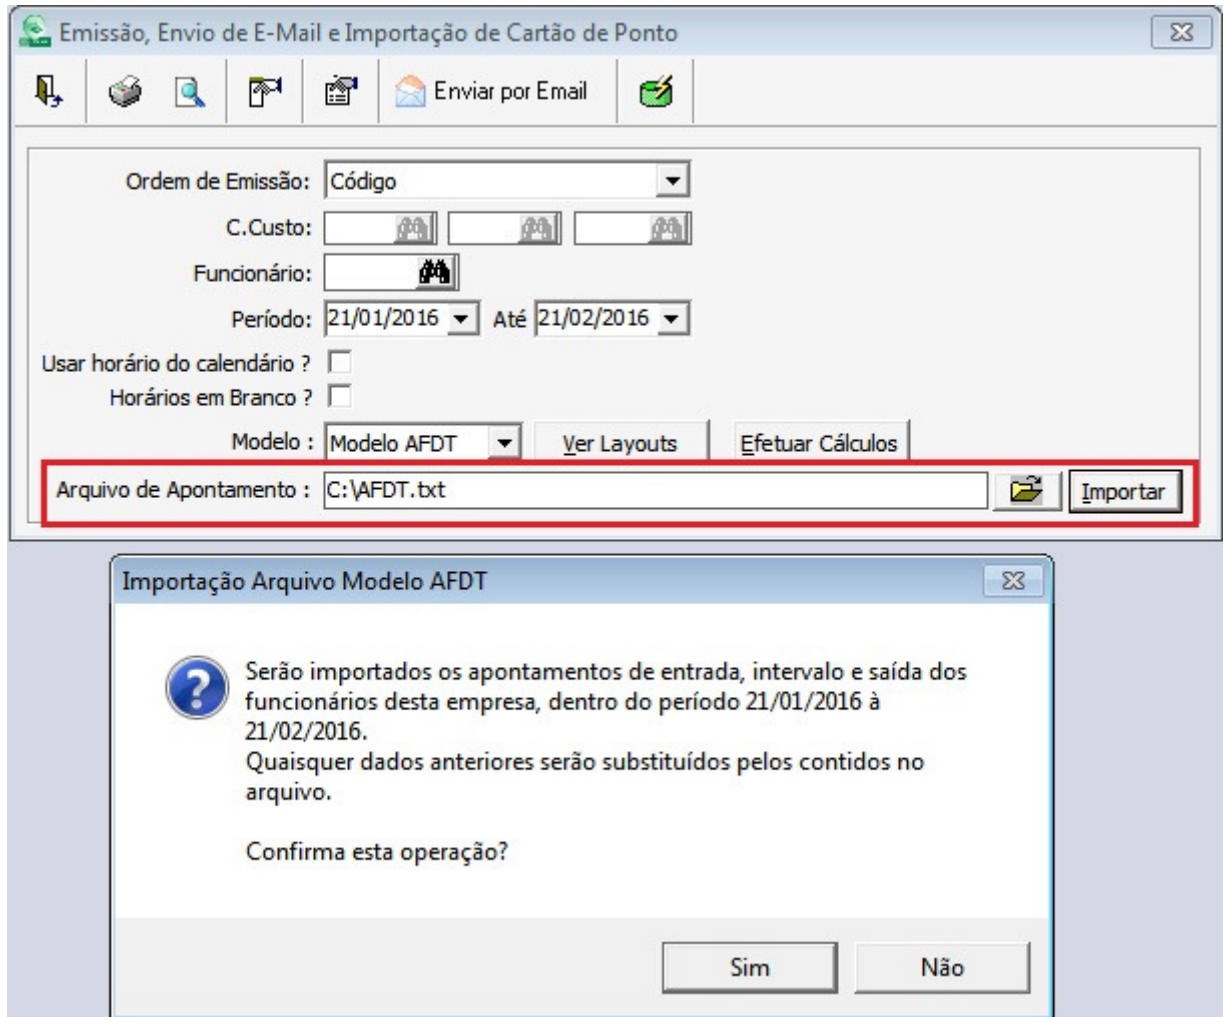 Emissão, Envio de E-Mail e Importação de Cartão de Ponto
Enviar por Email
Ordem de Emissão: Código
C.Custo:
Funcionário:
Período: 21/01/2016 Até 21/02/2016
Usar horário do calendário ?
Horários em Branco ?
Modelo : Modelo AFDT Ver Layouts Efetuar Cálculos
Arquivo de Apontamento : C:\AFDT.txt Importar
Importação Arquivo Modelo AFDT
Serão importados os apontamentos de entrada, intervalo e saída dos
funcionários desta empresa, dentro do período 21/01/2016 à
21/02/2016.
Quaisquer dados anteriores serão substituídos pelos contidos no
arquivo.
Confirma esta operação?
Sim Não